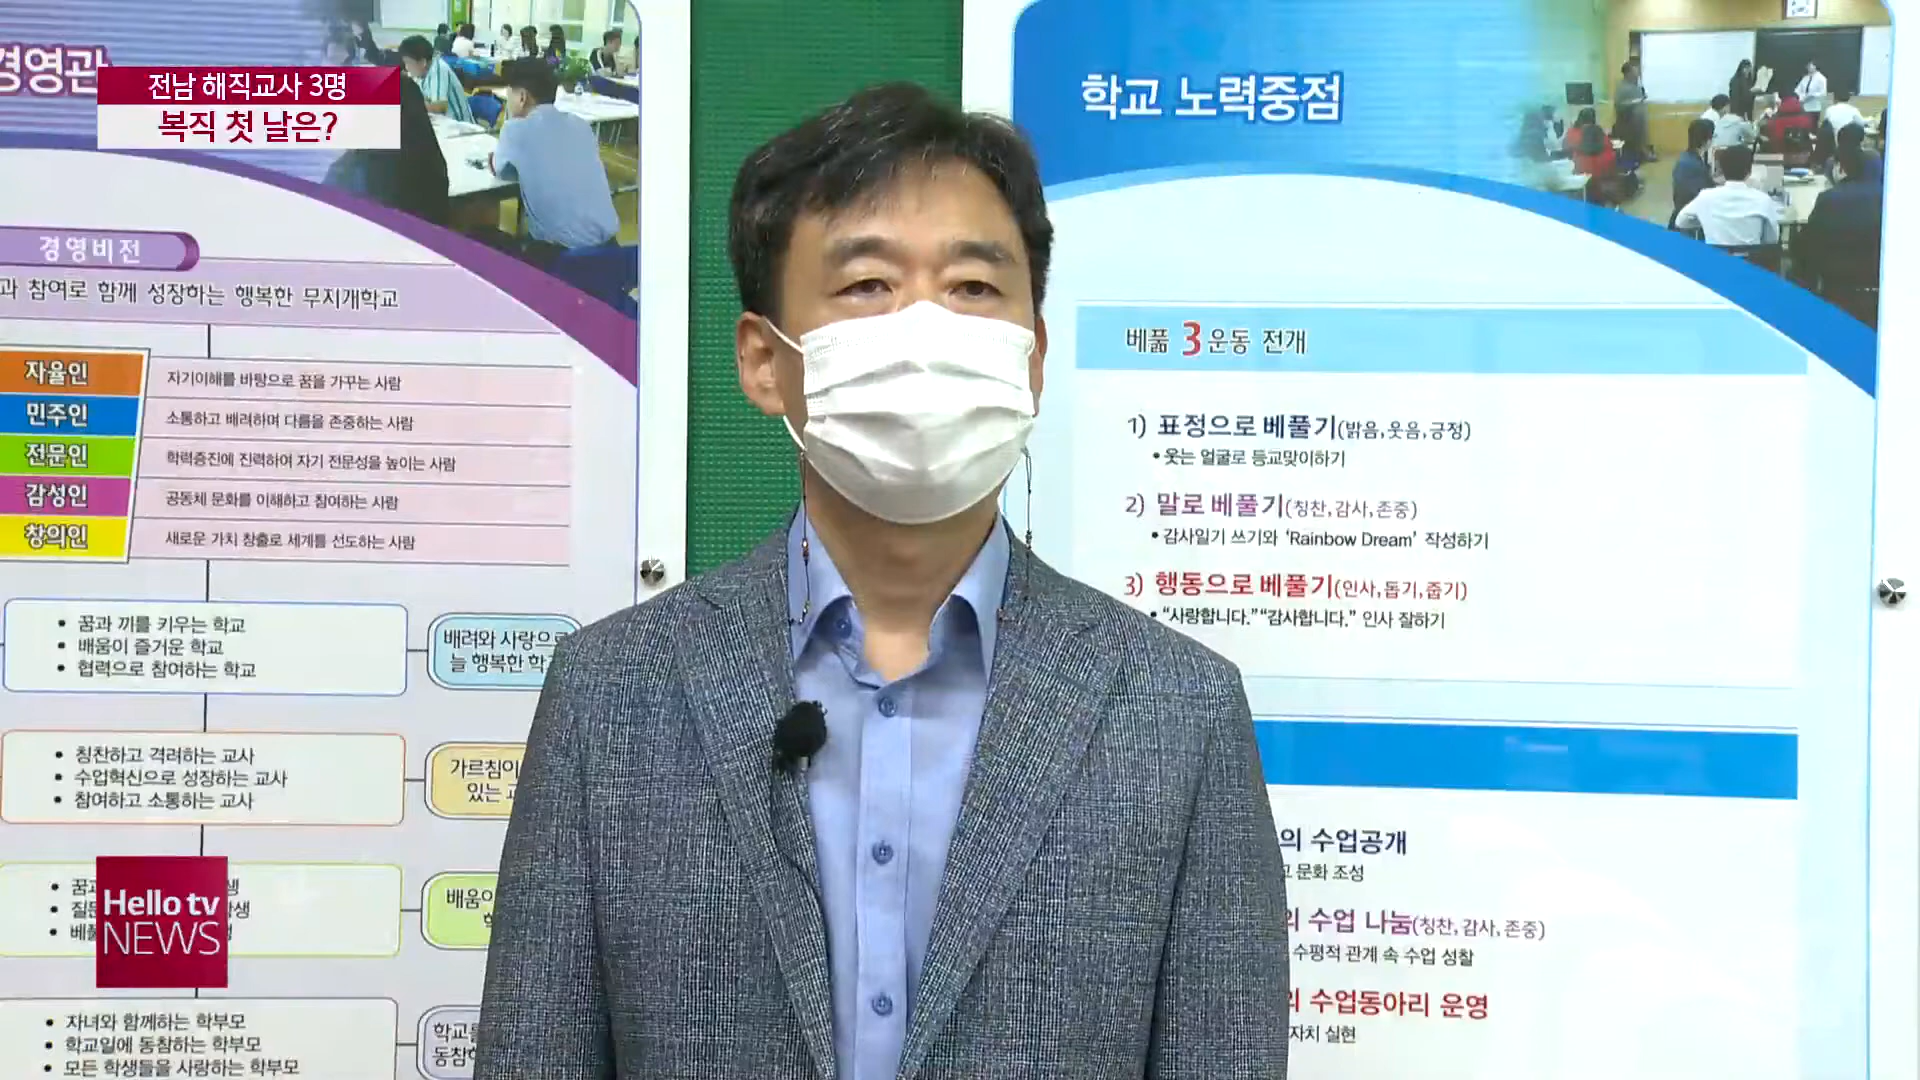 경영관
전남 해직교사 3명
복직 첫 날은?
경영비전
과 참여로 함께 성장하는 행복한 무지개학교
자율인
자기이해를 바탕으로 꿈을 가꾸는 사람
민주인
소통하고 배려하며 다름을 존중하는 사람
전문인
학력증진에 진력하여 자기 전문성을 높이는 사람
감성인
공동체 문화를 이해하고 참여하는 사람
창의인
새로운 가치 창출로 세계를 선도하는 사람
• 꿈과 끼를 키우는 학교
• 배움이 즐거운 학교
• 협력으로 참여하는 학교
배려와 사랑으로
늘 행복한 학교
• 칭찬하고 격려하는 교사
• 수업혁신으로 성장하는 교사
• 참여하고 소통하는 교사
가르침이
있는
• 꿈과
• 질문
• 베풂
배움이
Hello tv
NEWS
• 자녀와 함께하는 학부모
• 학교일에 동참하는 학부모
• 모든 학생들을 사랑하는 학부모
학교를
동참
학교 노력중점
베풂 3 운동 전개
1) 표정으로 베풀기(밝음,웃음,긍정)
• 웃는 얼굴로 등교맞이하기
2) 말로 베풀기(칭찬,감사,존중)
• 감사일기 쓰기와 ‘Rainbow Dream’ 작성하기
3) 행동으로 베풀기(인사,돕기,줍기)
• “사랑합니다.”“감사합니다.” 인사 잘하기
의 수업공개
문화 조성
의 수업 나눔(칭찬,감사,존중)
수평적 관계 속 수업 성찰
의 수업동아리 운영
자치 실현